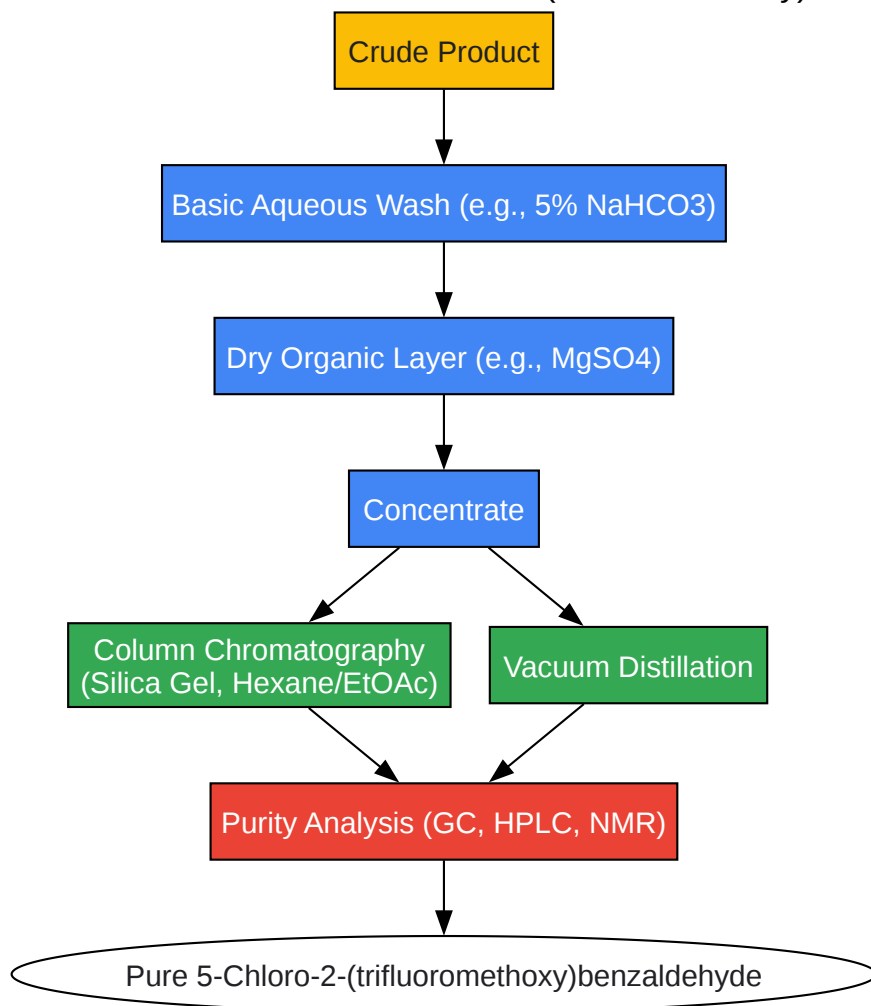 Crude Product
Basic Aqueous Wash (e.g., 5% NaHCO3)
Dry Organic Layer (e.g., MgSO4)
Concentrate
Column Chromatography
(Silica Gel, Hexane/EtOAc)
Vacuum Distillation
Purity Analysis (GC, HPLC, NMR)
Pure 5-Chloro-2-(trifluoromethoxy)benzaldehyde